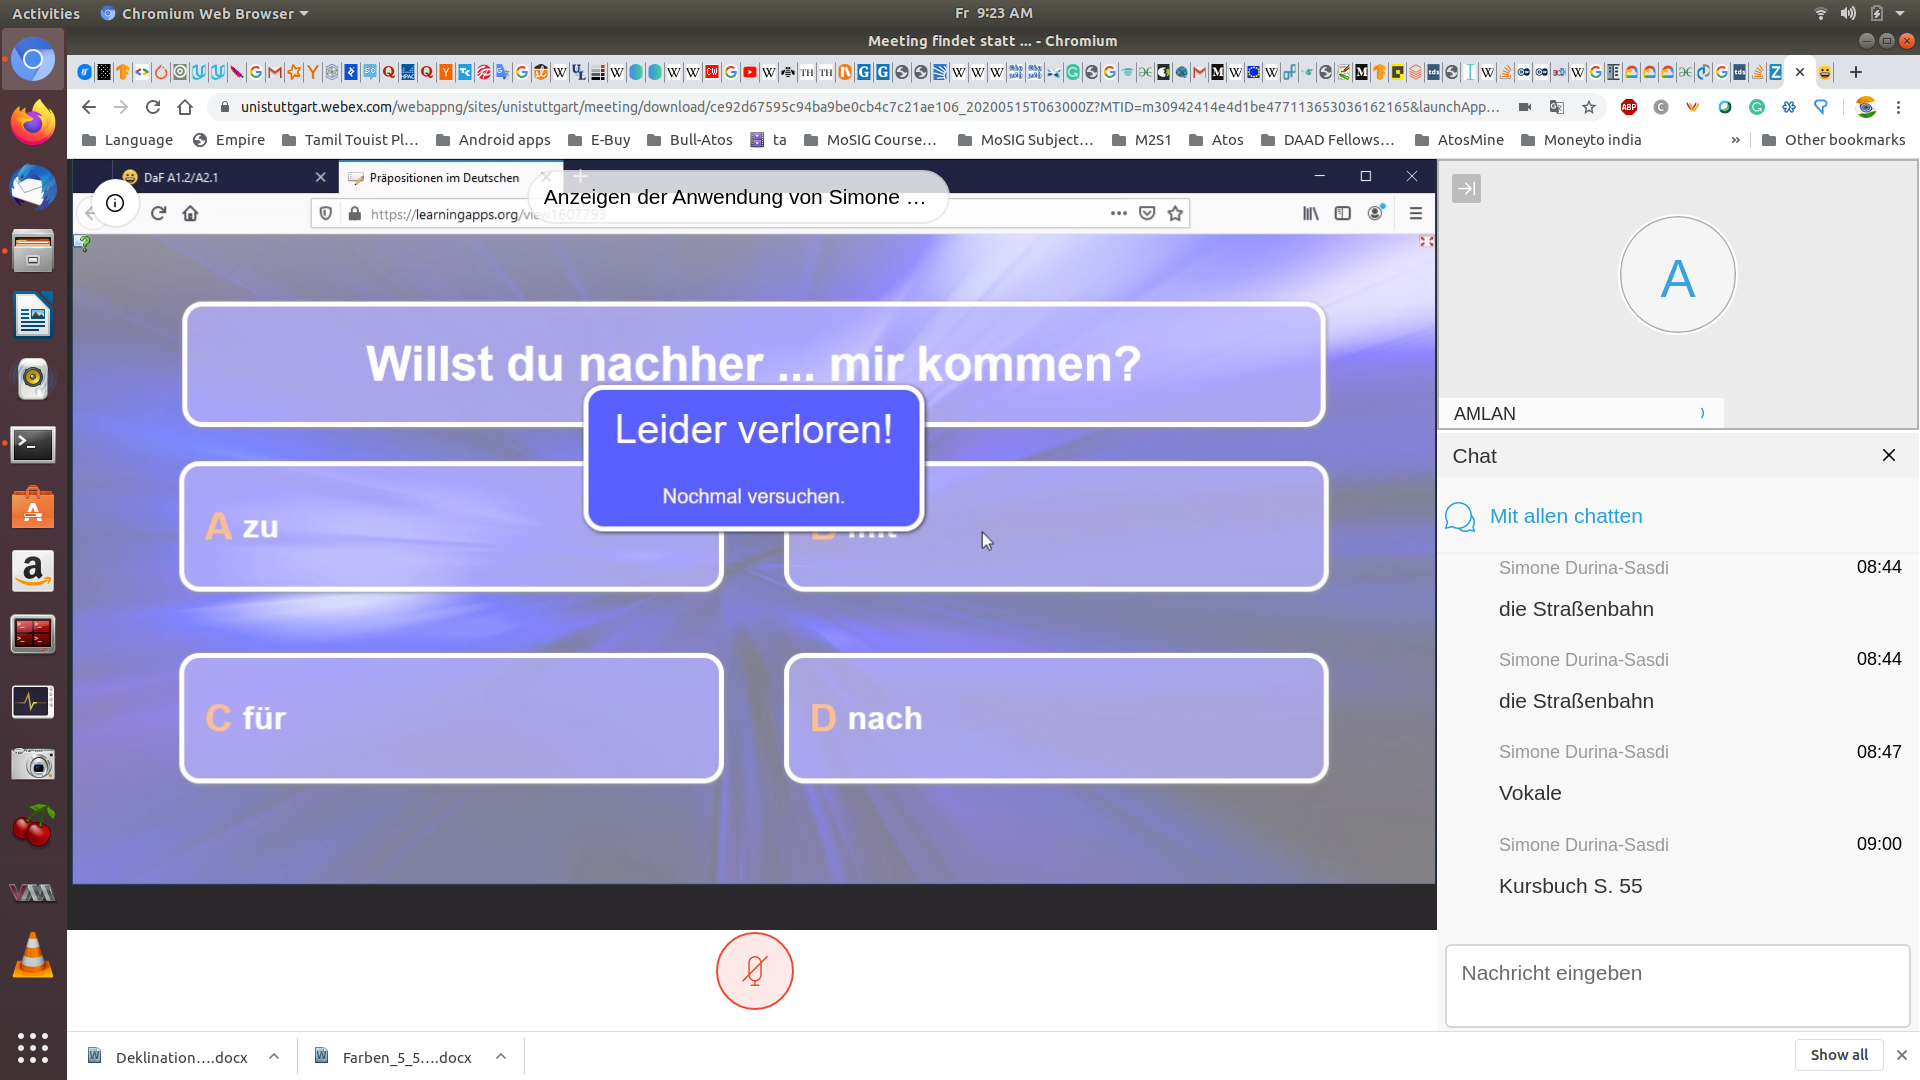 Activities
Chromium Web Browser
Fr 9:23 AM
Meeting findet statt ... - Chromium
unistuttgart.webex.com/webappng/sites/unistuttgart/meeting/download/ce92d67595c94ba9be0cb4c7c21ae106_20200515T063000Z?MTID=m30942414e4d1be477113653036162165&launchApp...
Language
Empire
Tamil Touist Pl...
Android apps
E-Buy
Bull-Atos
ta
MoSIG Course...
MoSIG Subject...
M2S1
Atos
DAAD Fellows...
AtosMine
Moneyto india
»
Other bookmarks
DaF A1.2/A2.1
Präpositionen im Deutschen
Anzeigen der Anwendung von Simone ...
https://learningapps.org/view1607793
Willst du nachher ... mir kommen?
Leider verloren!
Nochmal versuchen.
A zu
B mit
C für
D nach
A
AMLAN
Chat
Mit allen chatten
Simone Durina-Sasdi 08:44
die Straßenbahn
Simone Durina-Sasdi 08:44
die Straßenbahn
Simone Durina-Sasdi 08:47
Vokale
Simone Durina-Sasdi 09:00
Kursbuch S. 55
Nachricht eingeben
Deklination....docx
Farben_5_5....docx
Show all